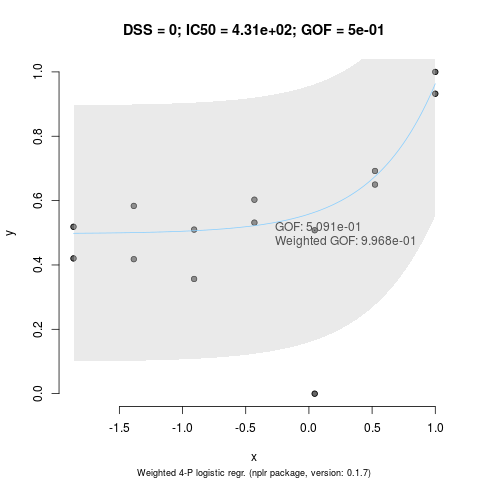 DSS = 0; IC50 = 4.31e+02; GOF = 5e-01
1.0
0.8
0.6
0.4
0.2
0.0
y
GOF: 5.091e-01
Weighted GOF: 9.968e-01
-1.5 -1.0 -0.5 0.0 0.5 1.0
x
Weighted 4-P logistic regr. (nplr package, version: 0.1.7)